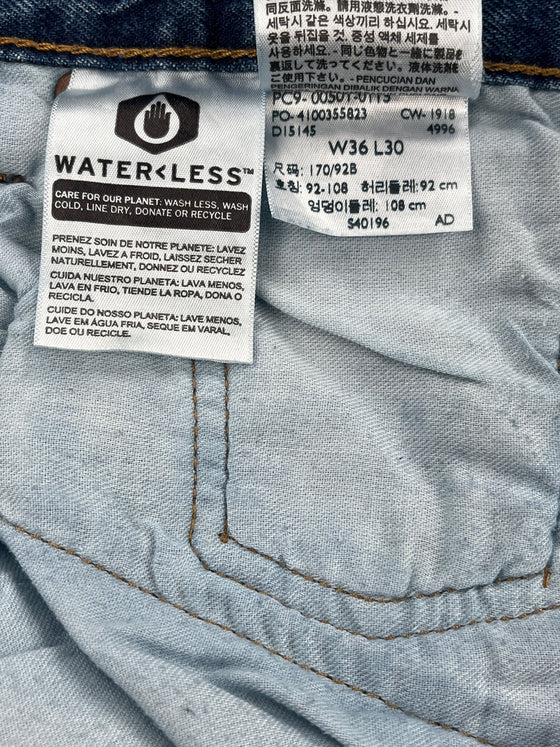 同反面洗滌。請用液體洗衣劑洗滌。
세탁시 같은 색상끼리 하십시오. 세탁시
옷을 뒤집을 것. 중성 액체 세제만
사용하세요. - 同じ色物と一緒に製品を
裏返しで洗ってください。液体洗剤を
ご使用ください。- PENCUCIAN DAN
PENGERINGAN DIBALIK DENGAN WARNA
PC9- 00501-0115
PO- 4100355823 CW- 1918
D15145 4996
W36 L30
尺码: 170/92B
호칭: 92-108 허리둘레: 92 cm
엉덩이둘레: 108 cm
S40196 AD
WATER<LESS™
CARE FOR OUR PLANET: WASH LESS, WASH
COLD, LINE DRY, DONATE OR RECYCLE
PRENEZ SOIN DE NOTRE PLANETE: LAVEZ
MOINS, LAVEZ A FROID, LAISSEZ SECHER
NATURELLEMENT, DONNEZ OU RECYCLEZ
CUIDA NUESTRO PLANETA: LAVA MENOS,
LAVA EN FRIO, TIENDE LA ROPA, DONA O
RECICLA.
CUIDE DO NOSSO PLANETA: LAVE MENOS,
LAVE EM ÁGUA FRIA, SEQUE EM VARAL,
DOE OU RECICLE.